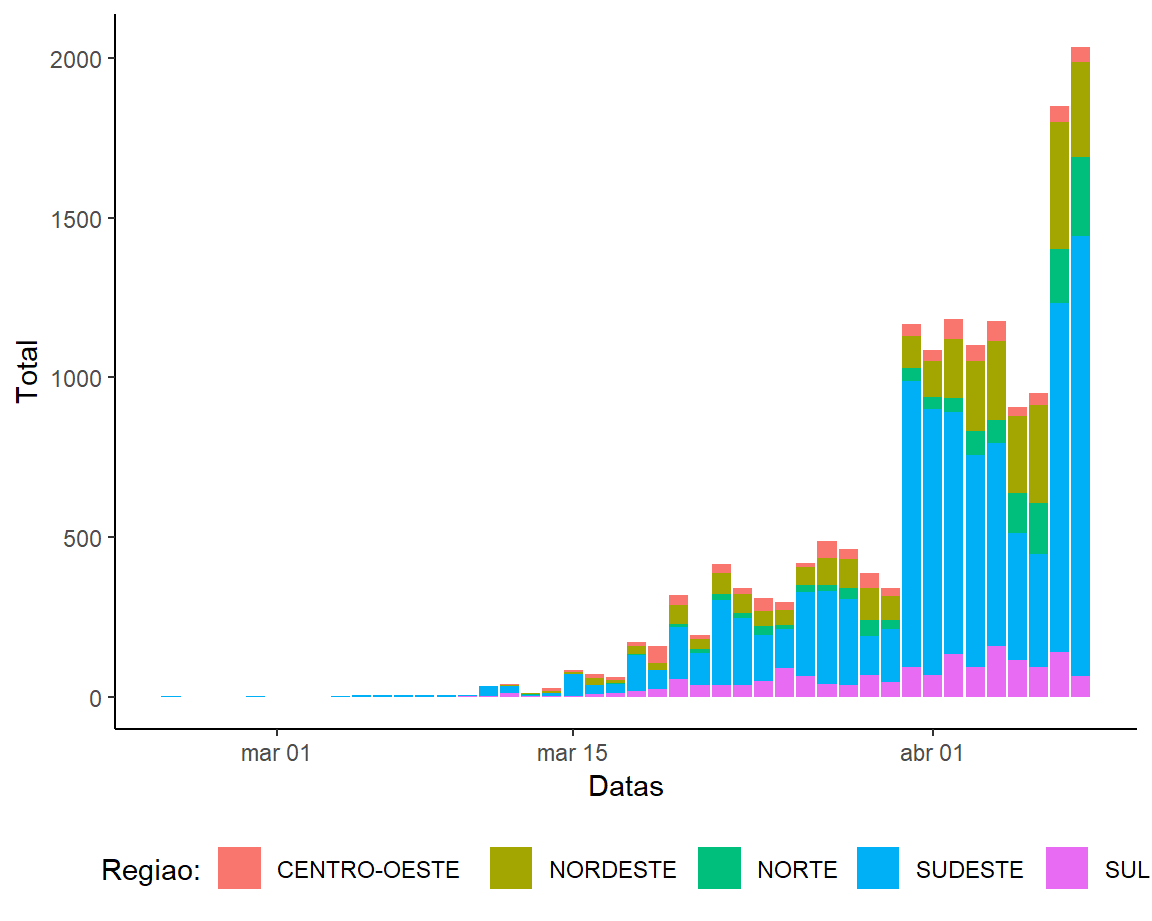 2000
1500
1000
500
0
Total
mar 01 mar 15 abr 01
Datas
Regiao: CENTRO-OESTE NORDESTE NORTE SUDESTE SUL